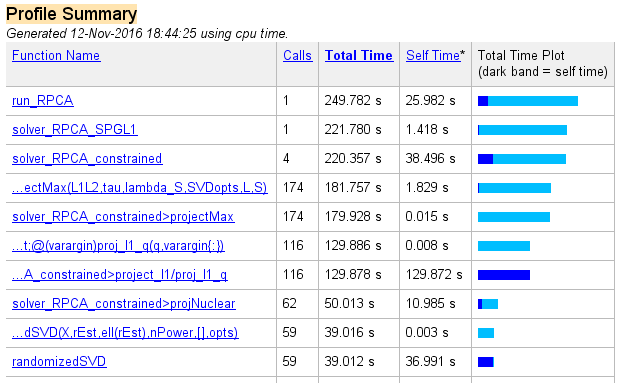 Profile Summary
Generated 12-Nov-2016 18:44:25 using cpu time.
Function Name Calls Total Time Self Time* Total Time Plot
(dark band = self time)
run_RPCA 1 249.782 s 25.982 s
solver_RPCA_SPGL1 1 221.780 s 1.418 s
solver_RPCA_constrained 4 220.357 s 38.496 s
...ectMax(L1L2,tau,lambda_S,SVDopts,L,S) 174 181.757 s 1.829 s
solver_RPCA_constrained>projectMax 174 179.928 s 0.015 s
...t;@(varargin)proj_l1_q(q,varargin{:}) 116 129.886 s 0.008 s
...A_constrained>project_l1/proj_l1_q 116 129.878 s 129.872 s
solver_RPCA_constrained>projNuclear 62 50.013 s 10.985 s
...dSVD(X,rEst,ell(rEst),nPower,[],opts) 59 39.016 s 0.003 s
randomizedSVD 59 39.012 s 36.991 s